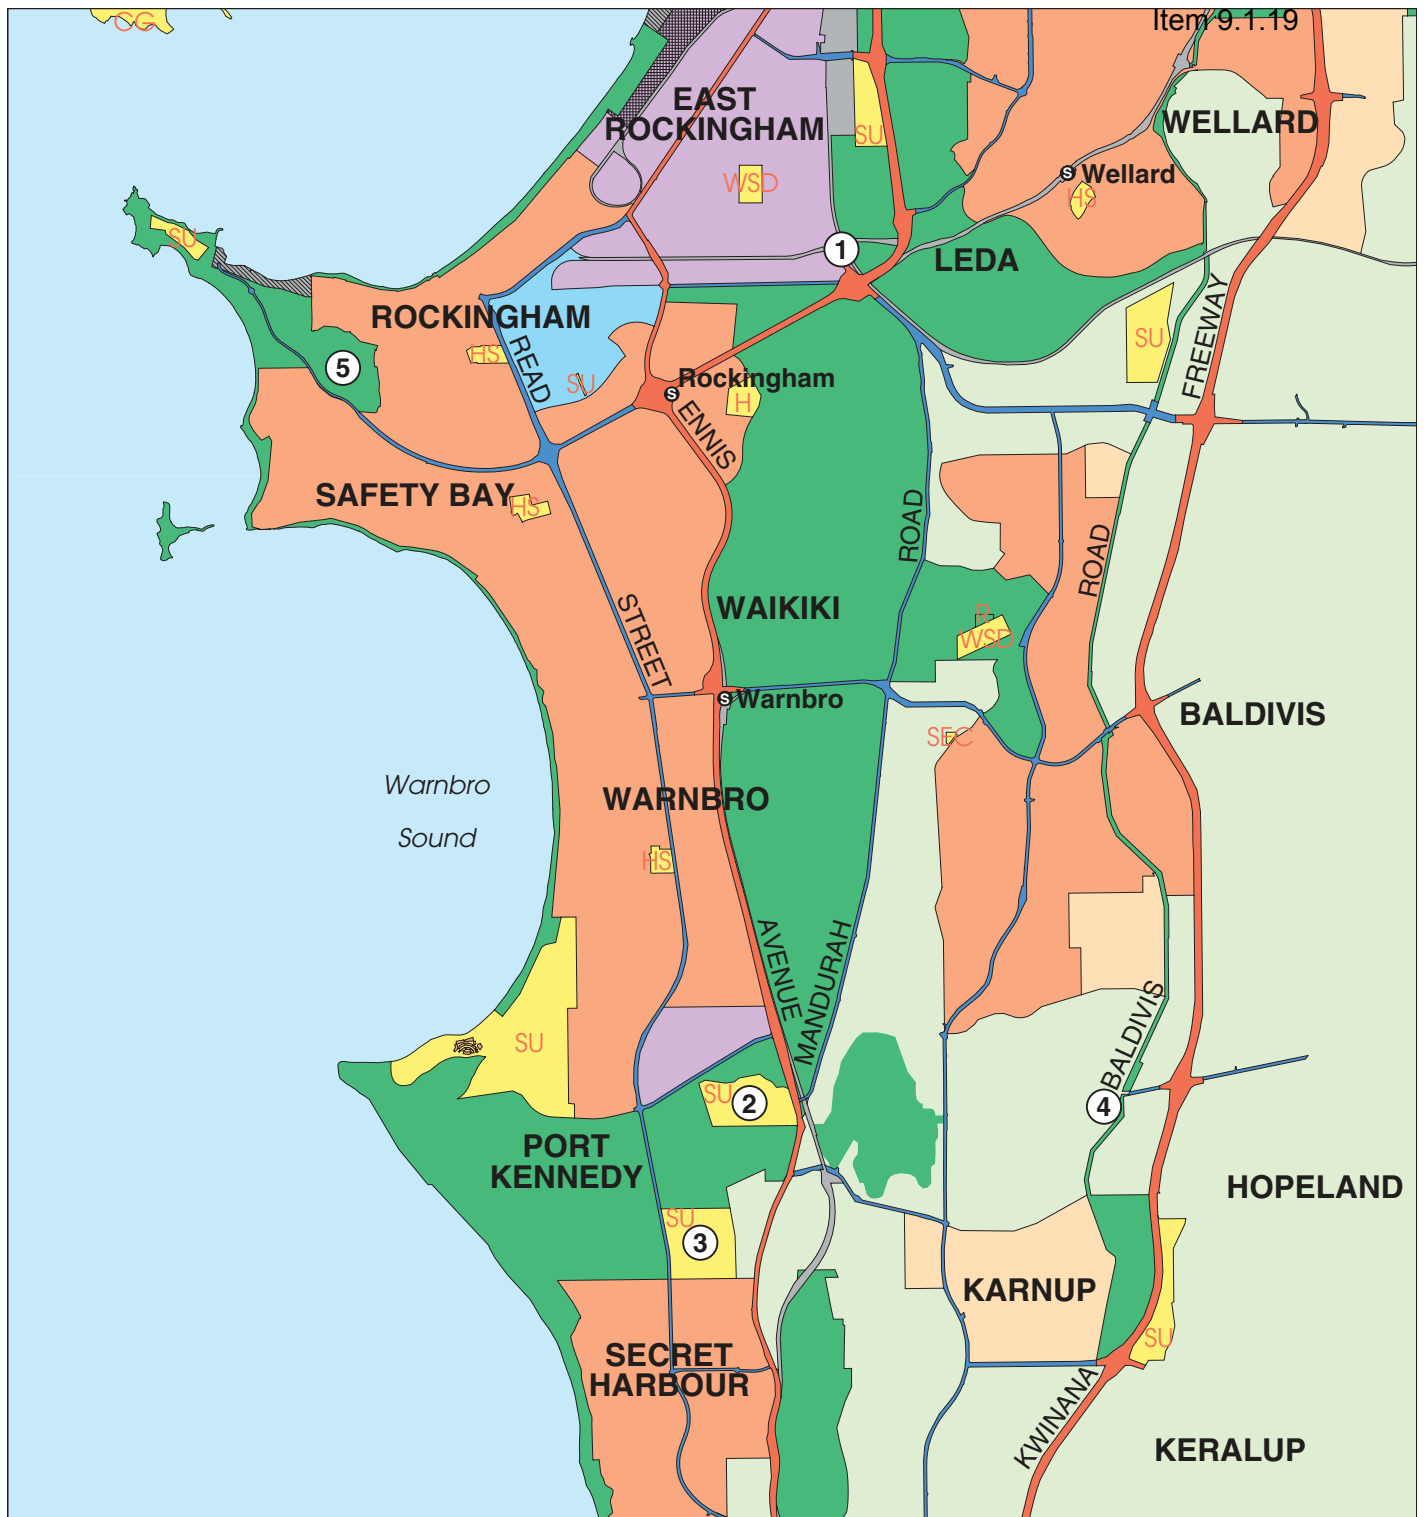 Item 9.1.19
CG
EAST
ROCKINGHAM
SU
WELLARD
WSD
S Wellard
HS
SU
1
LEDA
ROCKINGHAM
READ
HS
SU
5
SU
FREEWAY
S Rockingham
H
ENNIS
SAFETY BAY
HS
ROAD
ROAD
STREET
WAIKIKI
R
WSD
S Warnbro
BALDIVIS
SEC
Warnbro
Sound
WARNBRO
HS
AVENUE
MANDURAH
BALDIVIS
SU
SU
2
4
PORT
KENNEDY
HOPELAND
SU
3
KARNUP
SU
SECRET
HARBOUR
KWINANA
KERALUP